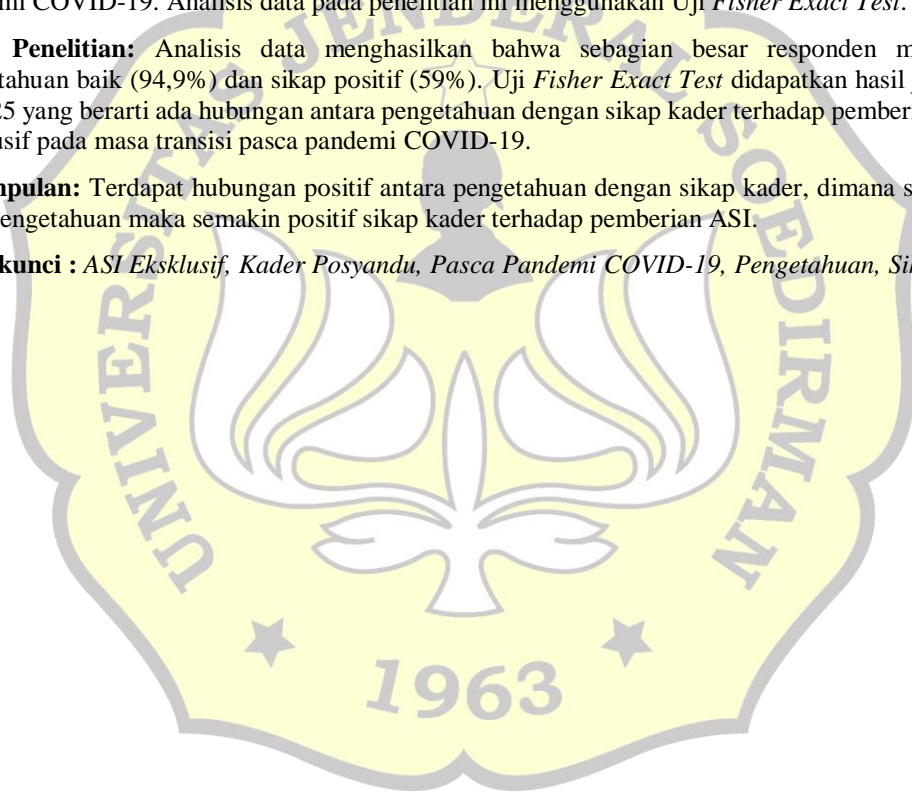 mi COVID-19. Analisis data pada penelitian ini menggunakan Uji Fisher Exact Test.
Penelitian: Analisis data menghasilkan bahwa sebagian besar responden m
tahuan baik (94,9%) dan sikap positif (59%). Uji Fisher Exact Test didapatkan hasil
25 yang berarti ada hubungan antara pengetahuan dengan sikap kader terhadap pemberi
usif pada masa transisi pasca pandemi COVID-19.
mpulan: Terdapat hubungan positif antara pengetahuan dengan sikap kader, dimana s
pengetahuan maka semakin positif sikap kader terhadap pemberian ASI.
kunci : ASI Eksklusif, Kader Posyandu, Pasca Pandemi COVID-19, Pengetahuan, Si
UNIVERSITAS JENDERAL SOEDIRMAN
1963